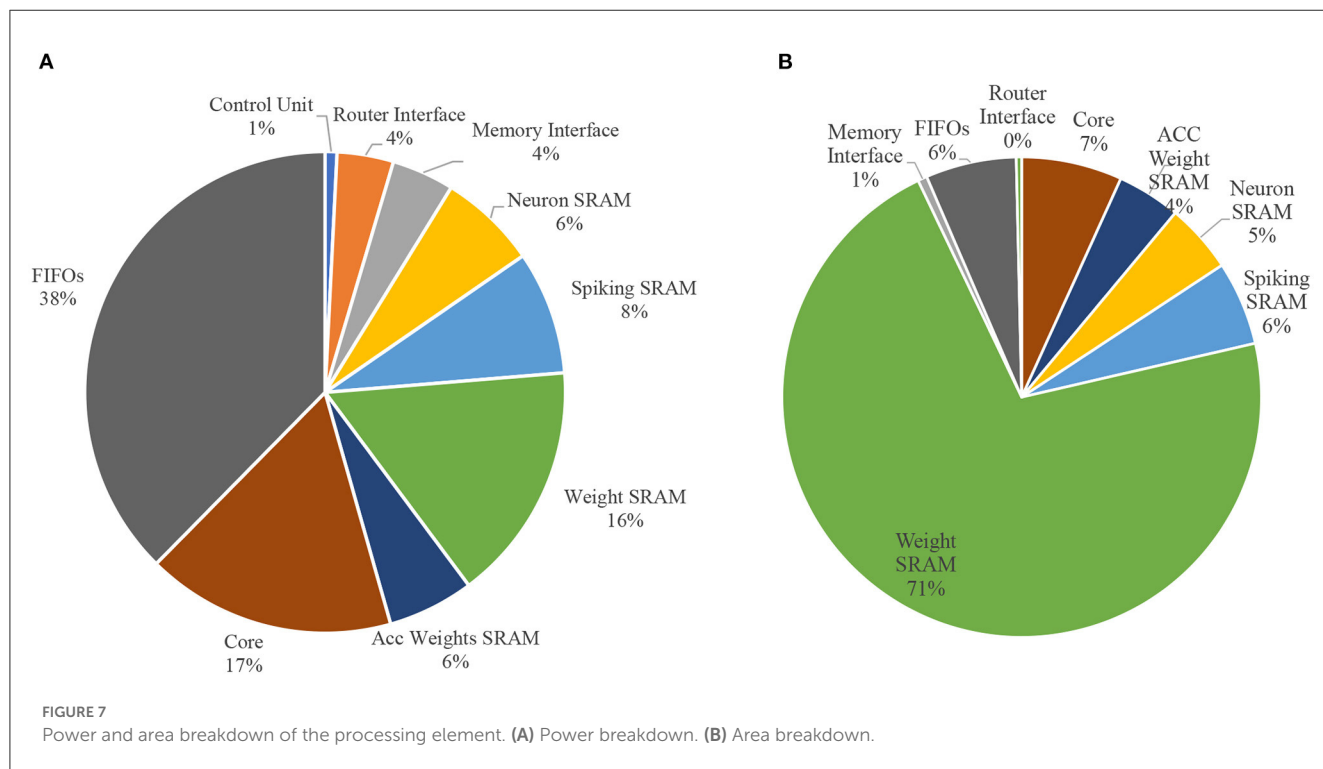 A
Control Unit
1%
Router Interface
4%
Memory Interface
4%
Neuron SRAM
6%
Spiking SRAM
8%
Weight SRAM
16%
Acc Weights SRAM
6%
Core
17%
FIFOs
38%
B
Router
Interface
0%
Core
7%
ACC
Weight
SRAM
4%
Neuron
SRAM
5%
Spiking
SRAM
6%
Weight
SRAM
71%
Memory
Interface
1%
FIFOs
6%
FIGURE 7
Power and area breakdown of the processing element. (A) Power breakdown. (B) Area breakdown.